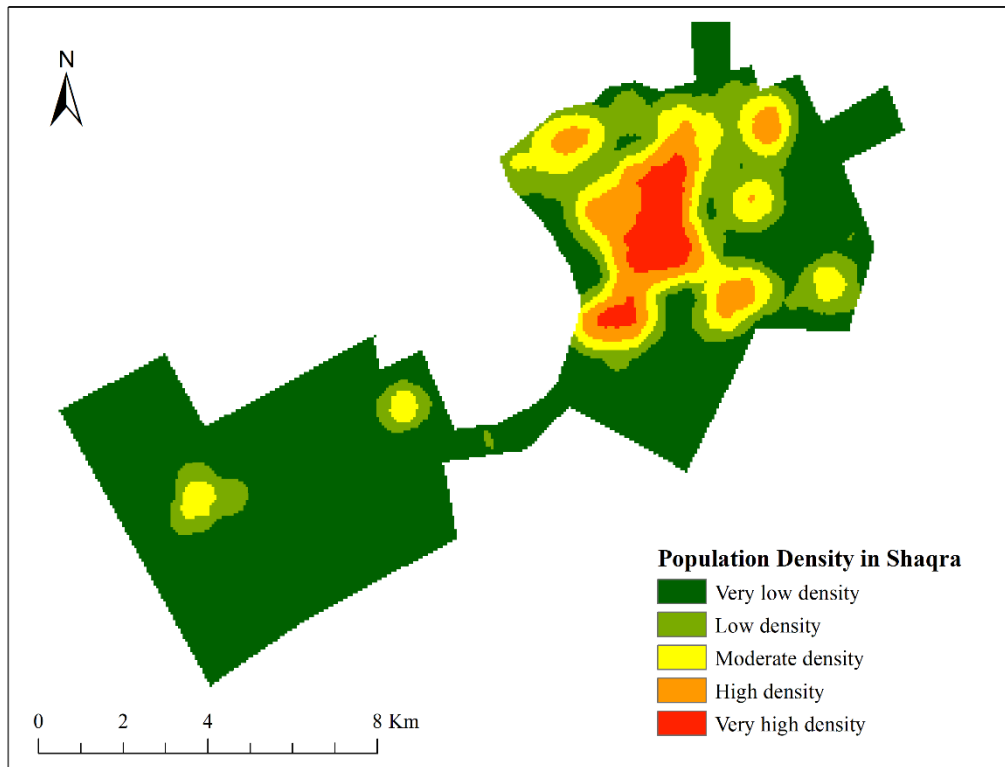 N
Population Density in Shaqra
Very low density
Low density
Moderate density
High density
Very high density
0 2 4 8 Km